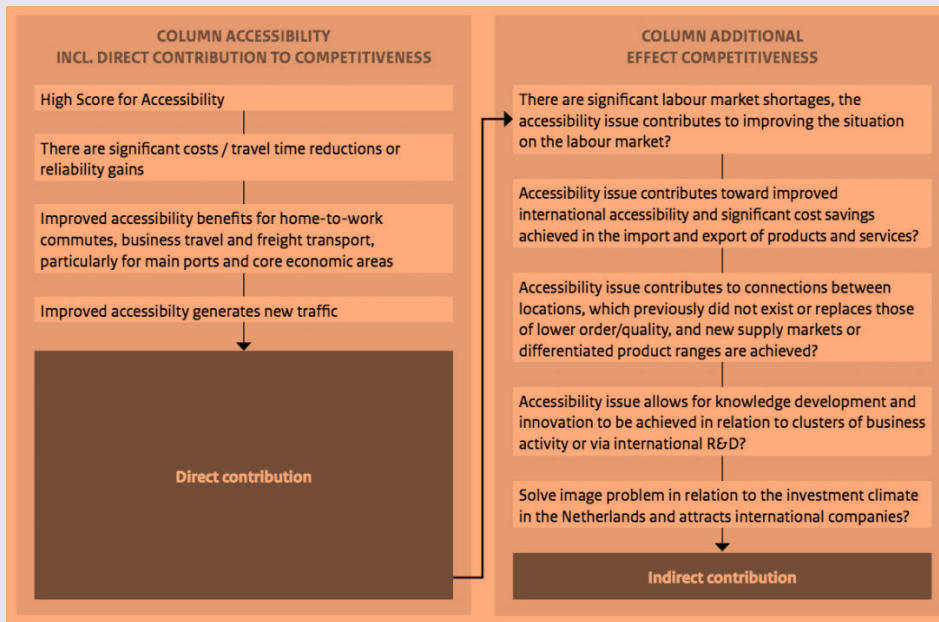 COLUMN ACCESSIBILITY
INCL. DIRECT CONTRIBUTION TO COMPETITIVENESS
High Score for Accessibility
There are significant costs / travel time reductions or
reliability gains
Improved accessibility benefits for home-to-work
commutes, business travel and freight transport,
particularly for main ports and core economic areas
Improved accessibilty generates new traffic
Direct contribution
COLUMN ADDITIONAL
EFFECT COMPETITIVENESS
There are significant labour market shortages, the
accessibility issue contributes to improving the situation
on the labour market?
Accessibility issue contributes toward improved
international accessibility and significant cost savings
achieved in the import and export of products and services?
Accessibility issue contributes to connections between
locations, which previously did not exist or replaces those
of lower order/quality, and new supply markets or
differentiated product ranges are achieved?
Accessibility issue allows for knowledge development and
innovation to be achieved in relation to clusters of business
activity or via international R&D?
Solve image problem in relation to the investment climate
in the Netherlands and attracts international companies?
Indirect contribution